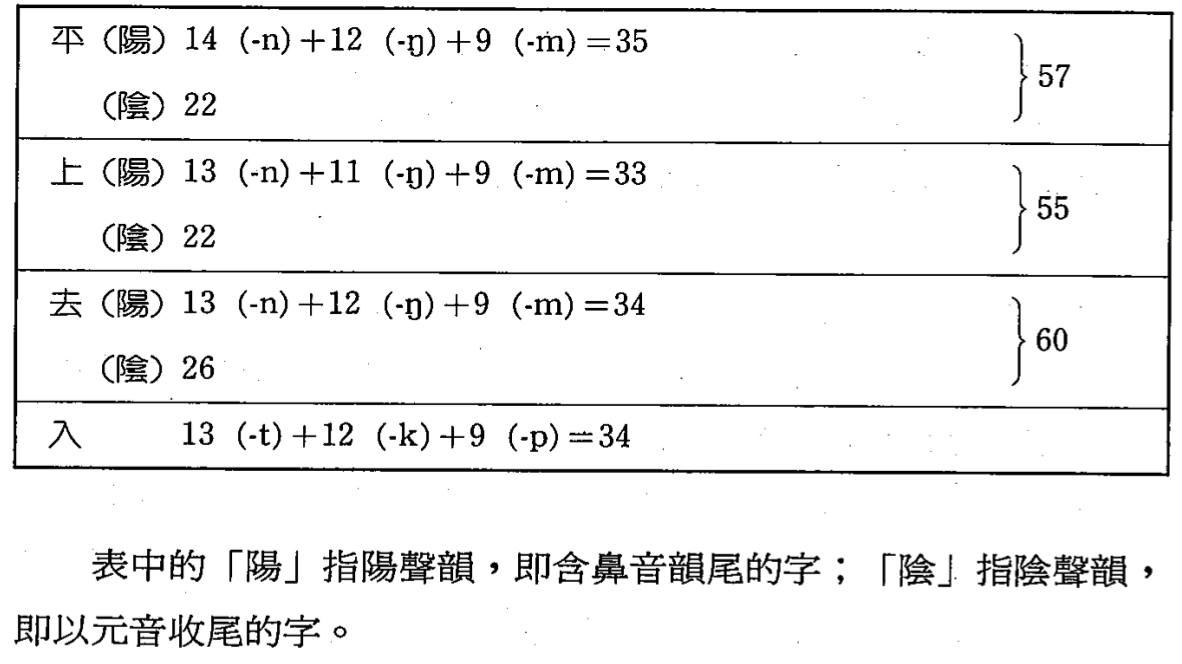 平（陽）14 (-n)+12 (-ŋ)+9 (-m)=35
57
（陰）22
上（陽）13 (-n)+11 (-ŋ)+9 (-m)=33
55
（陰）22
去（陽）13 (-n)+12 (-ŋ)+9 (-m)=34
60
（陰）26
入 13 (-t)+12 (-k)+9 (-p)=34
表中的「陽」指陽聲韻，即含鼻音韻尾的字；「陰」指陰聲韻，
即以元音收尾的字。